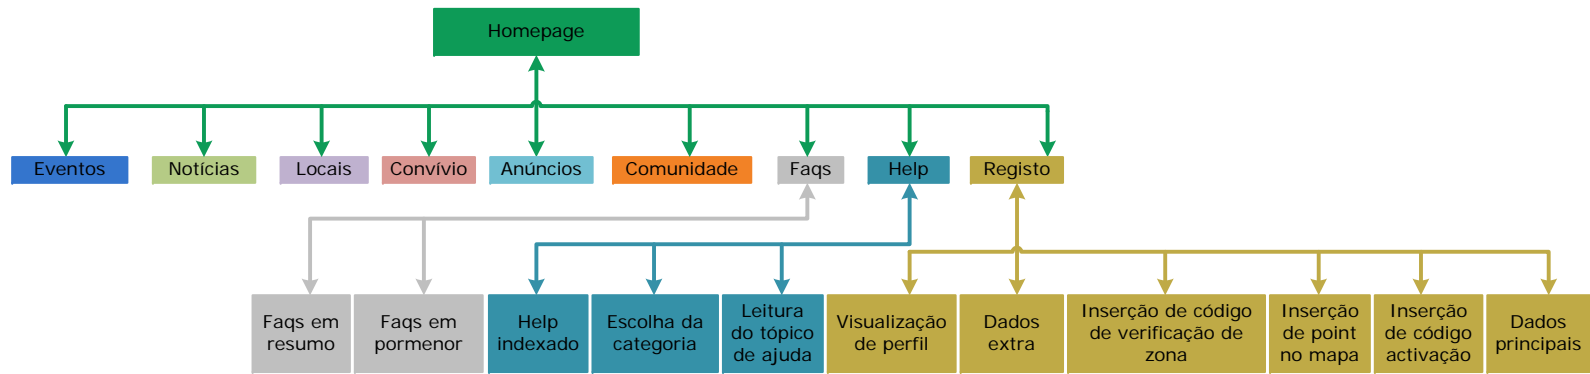 Homepage
Eventos
Notícias
Locais
Convívio
Anúncios
Comunidade
Faqs
Help
Registo
Faqs em
resumo
Faqs em
pormenor
Help
indexado
Escolha da
categoria
Leitura
do tópico
de ajuda
Visualização
de perfil
Dados
extra
Inserção de código
de verificação de
zona
Inserção
de point
no mapa
Inserção
de código
activação
Dados
principais